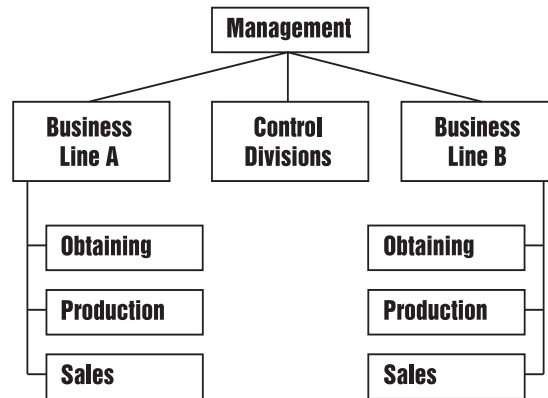 Management
Business
Line A
Control
Divisions
Business
Line B
Obtaining
Production
Sales
Obtaining
Production
Sales